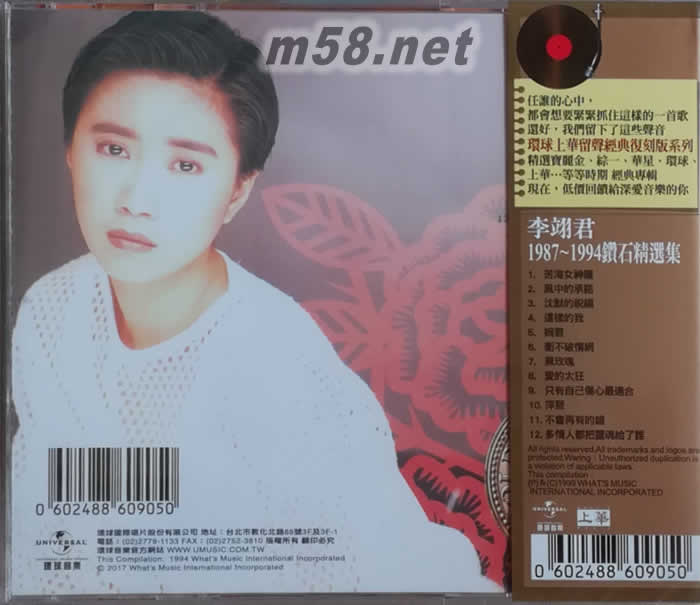 m58.net
任誰的心中，
都會想要緊緊抓住這樣的一首歌
還好，我們留下了這些聲音
環球上華留聲經典復刻版系列
精選寶麗金、綜一、華星、環球、
上華…等等時期 經典專輯
現在，低價回饋給深愛音樂的你
李翊君
1987~1994鑽石精選集
1. 苦海女神龍
2. 風中的承諾
3. 沈默的祝福
4. 這樣的我
5. 婉君
6. 衝不破情網
7. 黑玫瑰
8. 愛的太狂
9. 只有自己傷心最適合
10. 萍聚
11. 不會再有的
12. 多情人都把靈魂給了誰
All rights reserved.All trademarks and logos are
protected.Waring : Unauthorized duplication is
a violation of applicable laws.
This compilation
(P) & (C)1999 WHAT'S MUSIC
INTERNATIONAL INCORPORATED
UNIVERSAL
環球音樂
上華
0 602488 609050
0 602488 609050
UNIVERSAL
環球音樂
環球國際唱片股份有限公司 地址：台北市敦化北路88號3F及3F-1
電話：(02)2779-1133 FAX：(02)2752-3810 版權所有 翻印必究
環球音樂官方網站 WWW.UMUSIC.COM.TW
This Compilation: 1994 What's Music International Incorporated
© 2017 What's Music International Incorporated